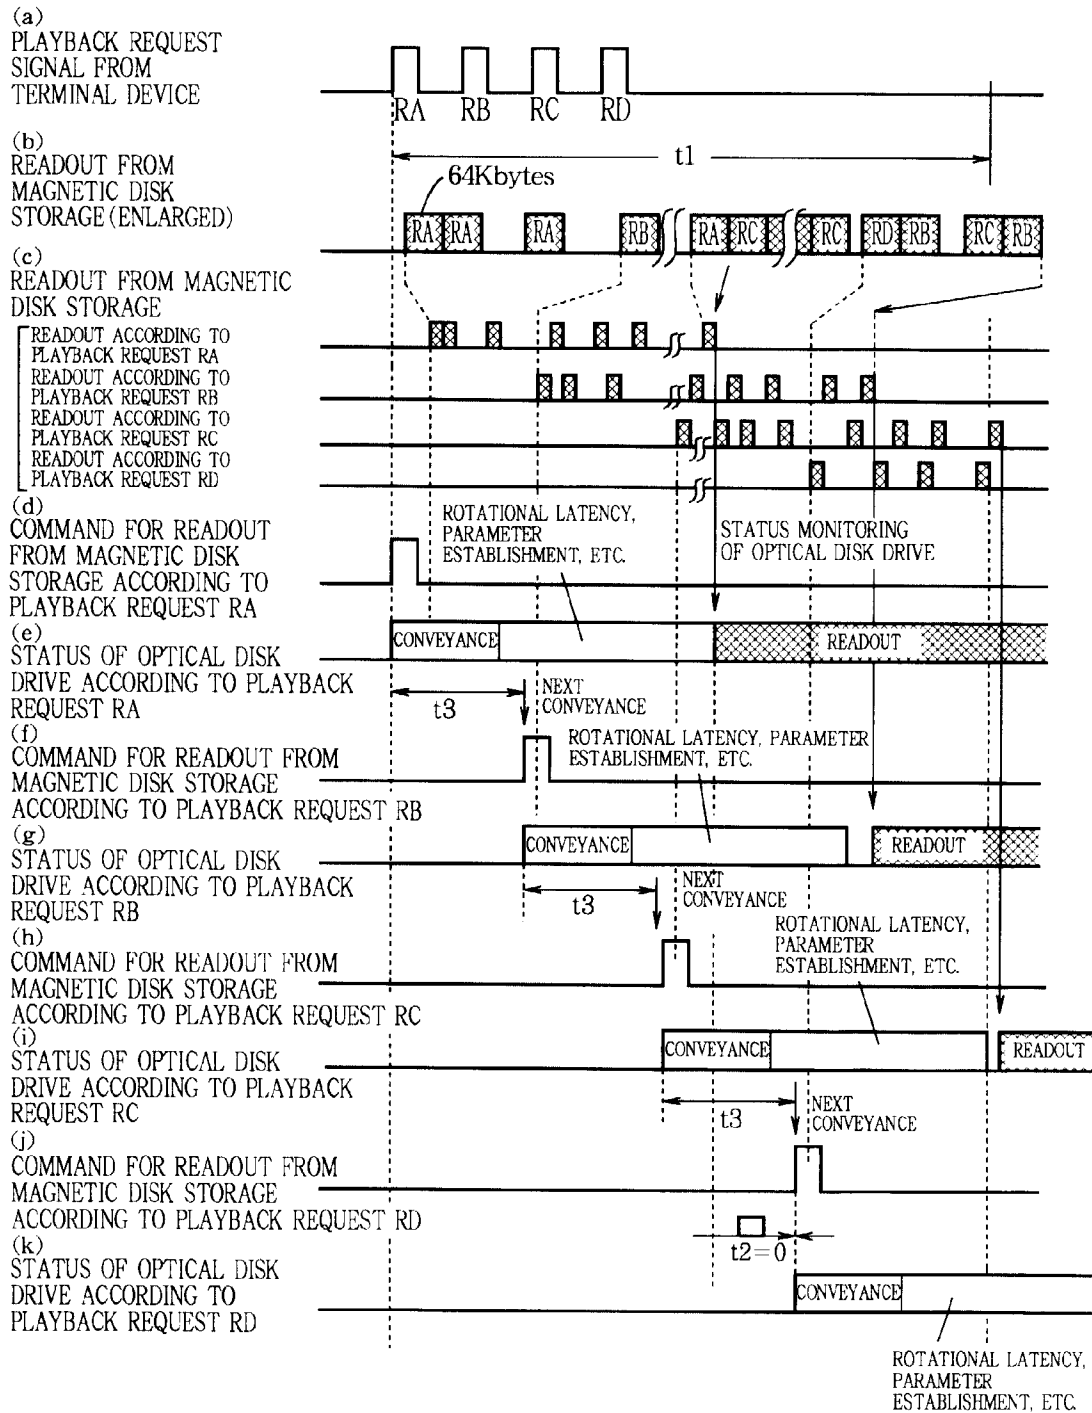 (a)
PLAYBACK REQUEST
SIGNAL FROM
TERMINAL DEVICE
RA RB RC RD
t1
(b)
READOUT FROM
MAGNETIC DISK
STORAGE(ENLARGED)
64Kbytes
RA RA RA RB RA RC RC RD RB RC RB
(c)
READOUT FROM MAGNETIC
DISK STORAGE
READOUT ACCORDING TO
PLAYBACK REQUEST RA
READOUT ACCORDING TO
PLAYBACK REQUEST RB
READOUT ACCORDING TO
PLAYBACK REQUEST RC
READOUT ACCORDING TO
PLAYBACK REQUEST RD
(d)
COMMAND FOR READOUT
FROM MAGNETIC DISK
STORAGE ACCORDING TO
PLAYBACK REQUEST RA
ROTATIONAL LATENCY,
PARAMETER
ESTABLISHMENT, ETC.
STATUS MONITORING
OF OPTICAL DISK DRIVE
(e)
STATUS OF OPTICAL DISK
DRIVE ACCORDING TO PLAYBACK
REQUEST RA
CONVEYANCE
READOUT
t3
NEXT
CONVEYANCE
(f)
COMMAND FOR READOUT FROM
MAGNETIC DISK STORAGE
ACCORDING TO PLAYBACK REQUEST RB
ROTATIONAL LATENCY, PARAMETER
ESTABLISHMENT, ETC.
(g)
STATUS OF OPTICAL DISK
DRIVE ACCORDING TO PLAYBACK
REQUEST RB
CONVEYANCE
READOUT
t3
NEXT
CONVEYANCE
(h)
COMMAND FOR READOUT FROM
MAGNETIC DISK STORAGE
ACCORDING TO PLAYBACK REQUEST RC
ROTATIONAL LATENCY,
PARAMETER
ESTABLISHMENT, ETC.
(i)
STATUS OF OPTICAL DISK
DRIVE ACCORDING TO PLAYBACK
REQUEST RC
CONVEYANCE
READOUT
t3
NEXT
CONVEYANCE
(j)
COMMAND FOR READOUT FROM
MAGNETIC DISK STORAGE
ACCORDING TO PLAYBACK REQUEST RD
t2=0
(k)
STATUS OF OPTICAL DISK
DRIVE ACCORDING TO
PLAYBACK REQUEST RD
CONVEYANCE
ROTATIONAL LATENCY,
PARAMETER
ESTABLISHMENT, ETC.